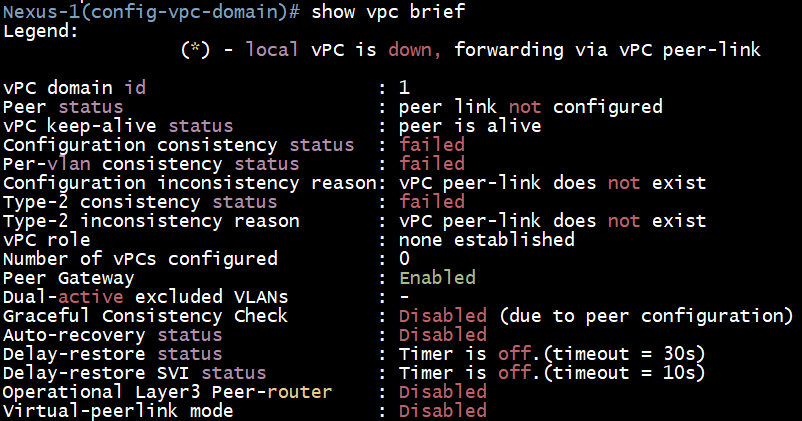 Nexus-1(config-vpc-domain)# show vpc brief
Legend:
                (*) - local vPC is down, forwarding via vPC peer-link

vPC domain id                     : 1
Peer status                       : peer link not configured
vPC keep-alive status             : peer is alive
Configuration consistency status  : failed
Per-vlan consistency status       : failed
Configuration inconsistency reason: vPC peer-link does not exist
Type-2 consistency status         : failed
Type-2 inconsistency reason       : vPC peer-link does not exist
vPC role                          : none established
Number of vPCs configured         : 0
Peer Gateway                      : Enabled
Dual-active excluded VLANs        : -
Graceful Consistency Check        : Disabled (due to peer configuration)
Auto-recovery status              : Disabled
Delay-restore status              : Timer is off.(timeout = 30s)
Delay-restore SVI status          : Timer is off.(timeout = 10s)
Operational Layer3 Peer-router    : Disabled
Virtual-peerlink mode             : Disabled